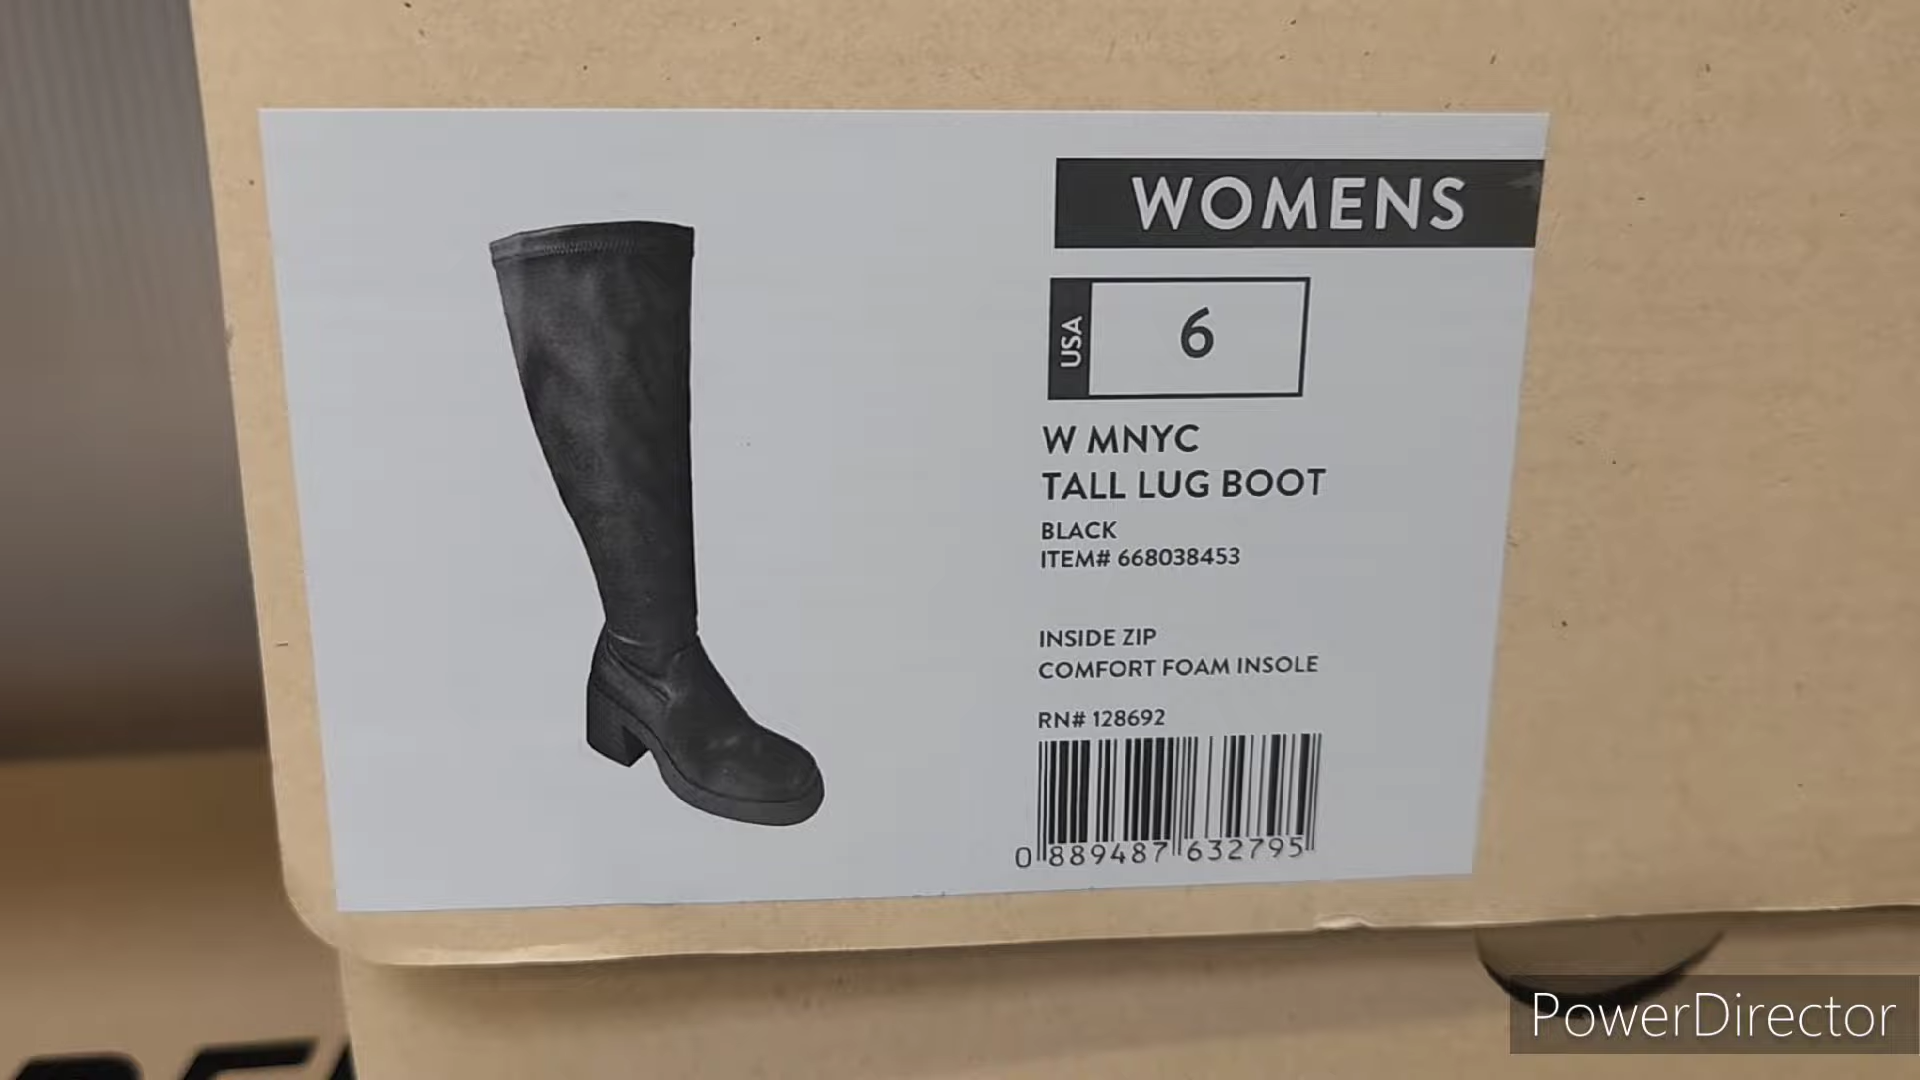 WOMENS
USA
6
W MNYC
TALL LUG BOOT
BLACK
ITEM# 668038453
INSIDE ZIP
COMFORT FOAM INSOLE
RN# 128692
0 889487 632795
PowerDirector